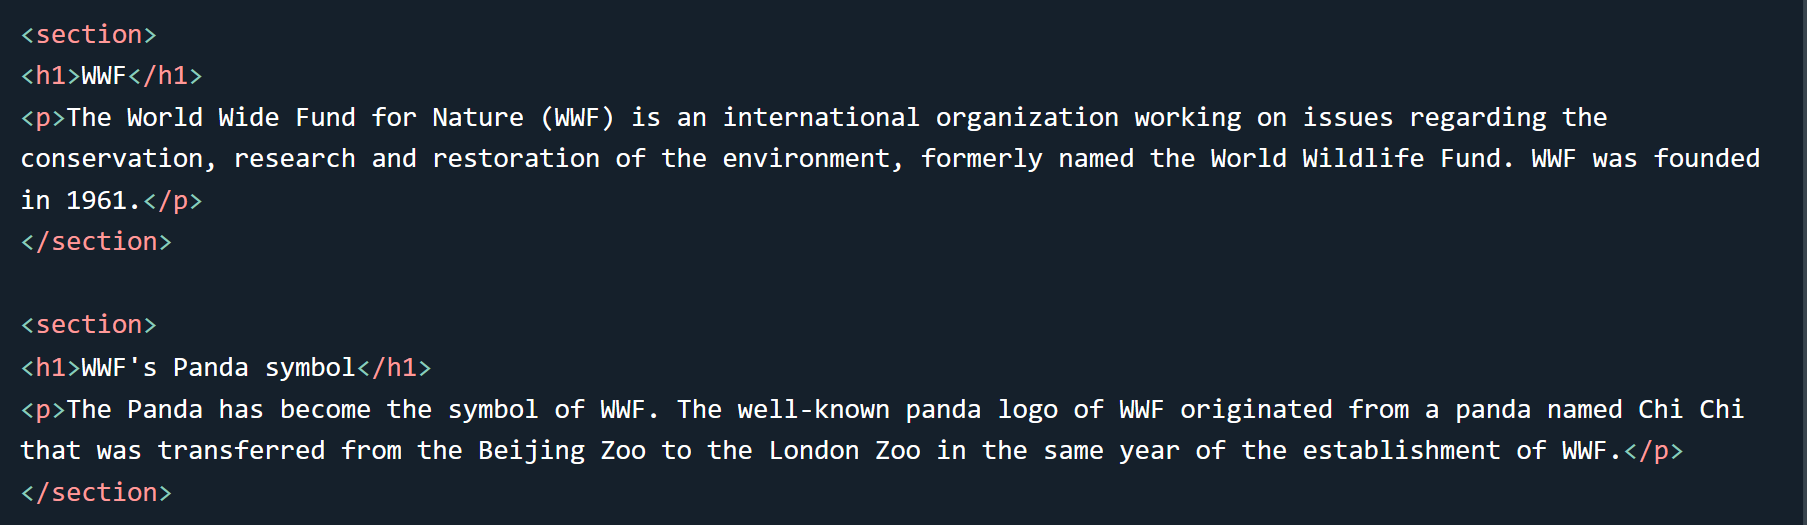 <section>
<h1>WWF</h1>
<p>The World Wide Fund for Nature (WWF) is an international organization working on issues regarding the
conservation, research and restoration of the environment, formerly named the World Wildlife Fund. WWF was founded
in 1961.</p>
</section>
<section>
<h1>WWF's Panda symbol</h1>
<p>The Panda has become the symbol of WWF. The well-known panda logo of WWF originated from a panda named Chi Chi
that was transferred from the Beijing Zoo to the London Zoo in the same year of the establishment of WWF.</p>
</section>